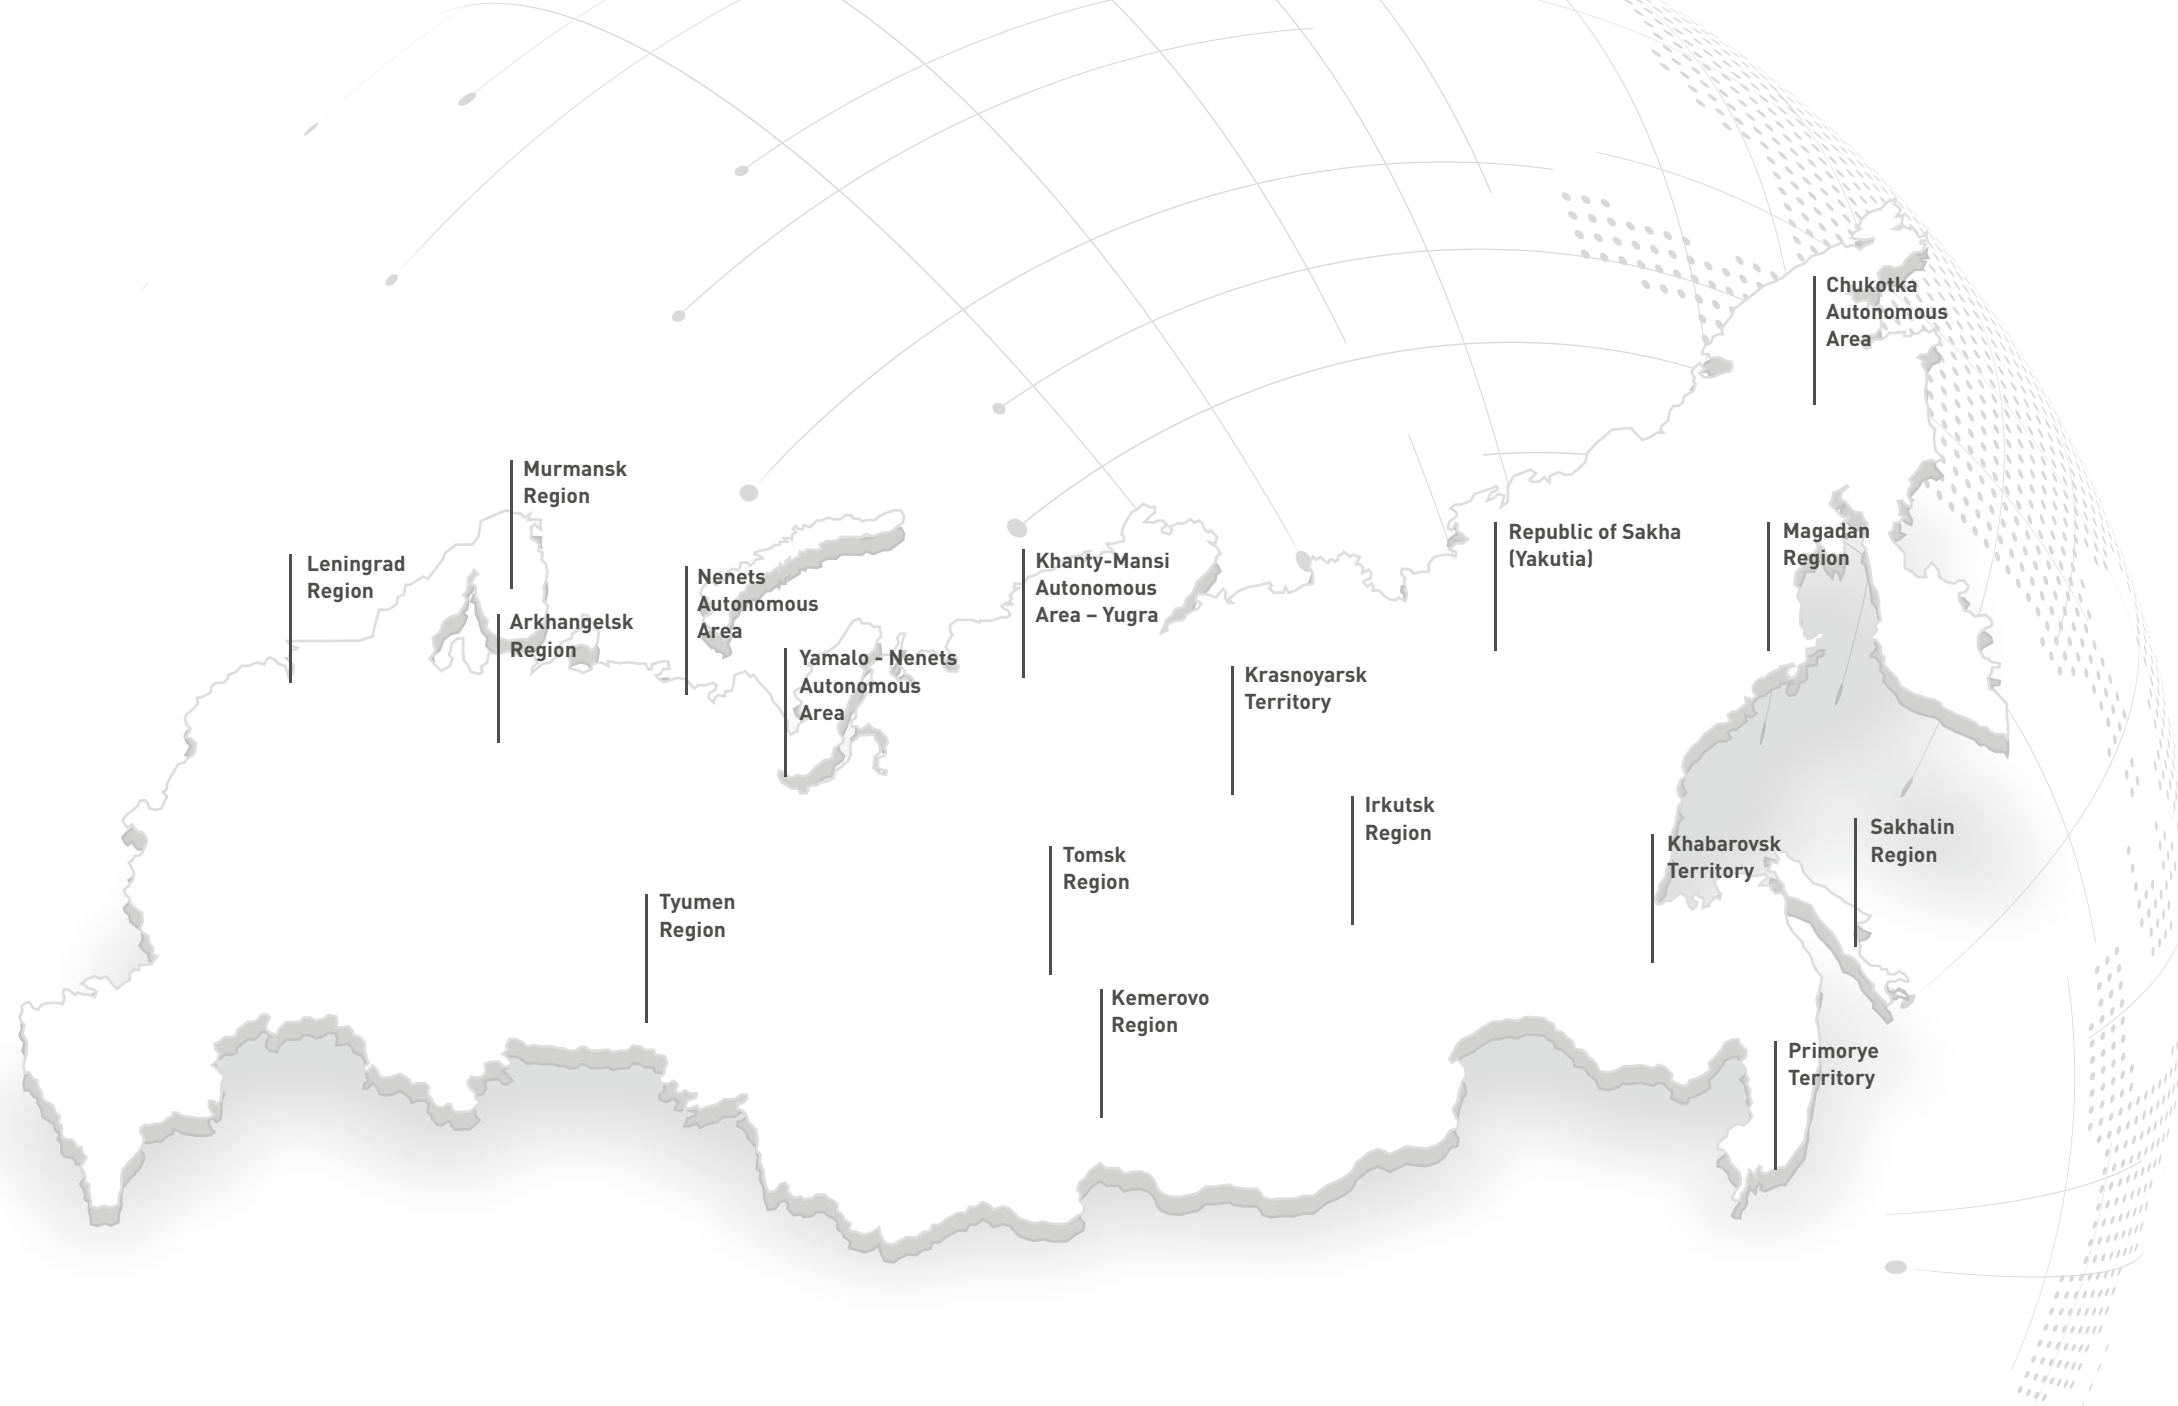 Chukotka
Autonomous
Area
Murmansk
Region
Leningrad
Region
Arkhangelsk
Region
Nenets
Autonomous
Area
Yamalo - Nenets
Autonomous
Area
Khanty-Mansi
Autonomous
Area – Yugra
Republic of Sakha
(Yakutia)
Magadan
Region
Krasnoyarsk
Territory
Irkutsk
Region
Tomsk
Region
Tyumen
Region
Khabarovsk
Territory
Sakhalin
Region
Kemerovo
Region
Primorye
Territory